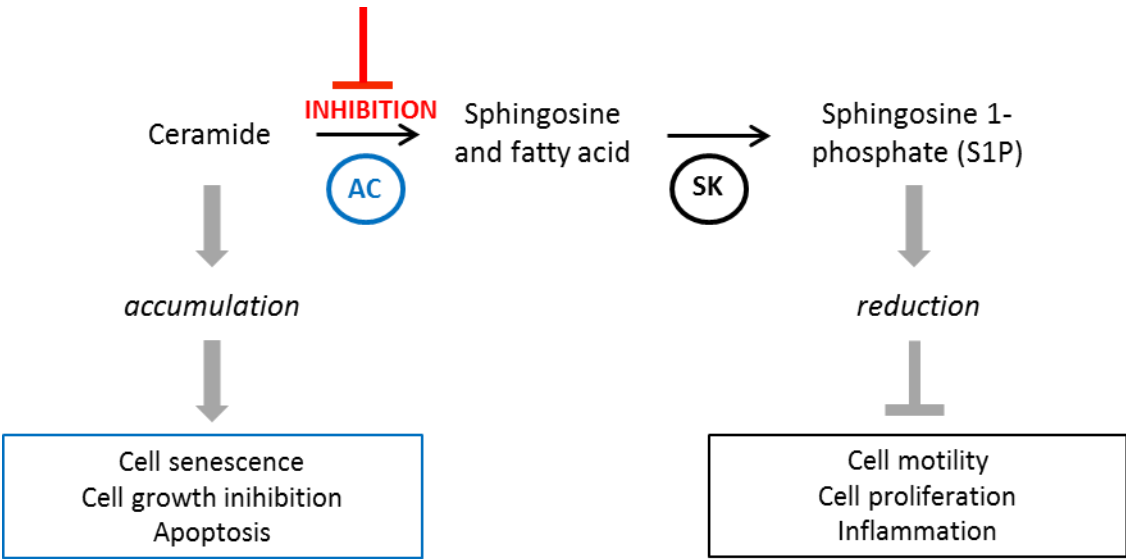 INHIBITION
Ceramide
Sphingosine
and fatty acid
Sphingosine 1-
phosphate (S1P)
AC
SK
accumulation
reduction
Cell senescence
Cell growth inihibition
Apoptosis
Cell motility
Cell proliferation
Inflammation